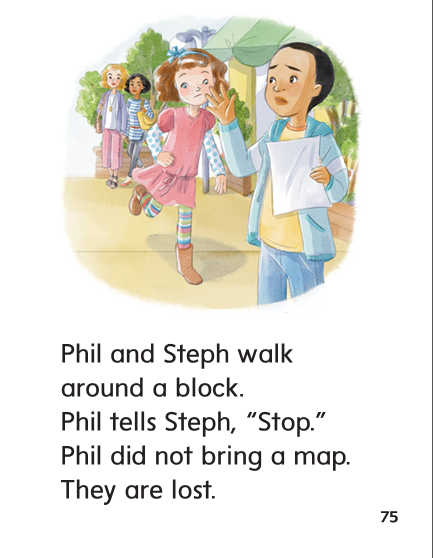 Phil and Steph walk
around a block.
Phil tells Steph, “Stop.”
Phil did not bring a map.
They are lost.
75